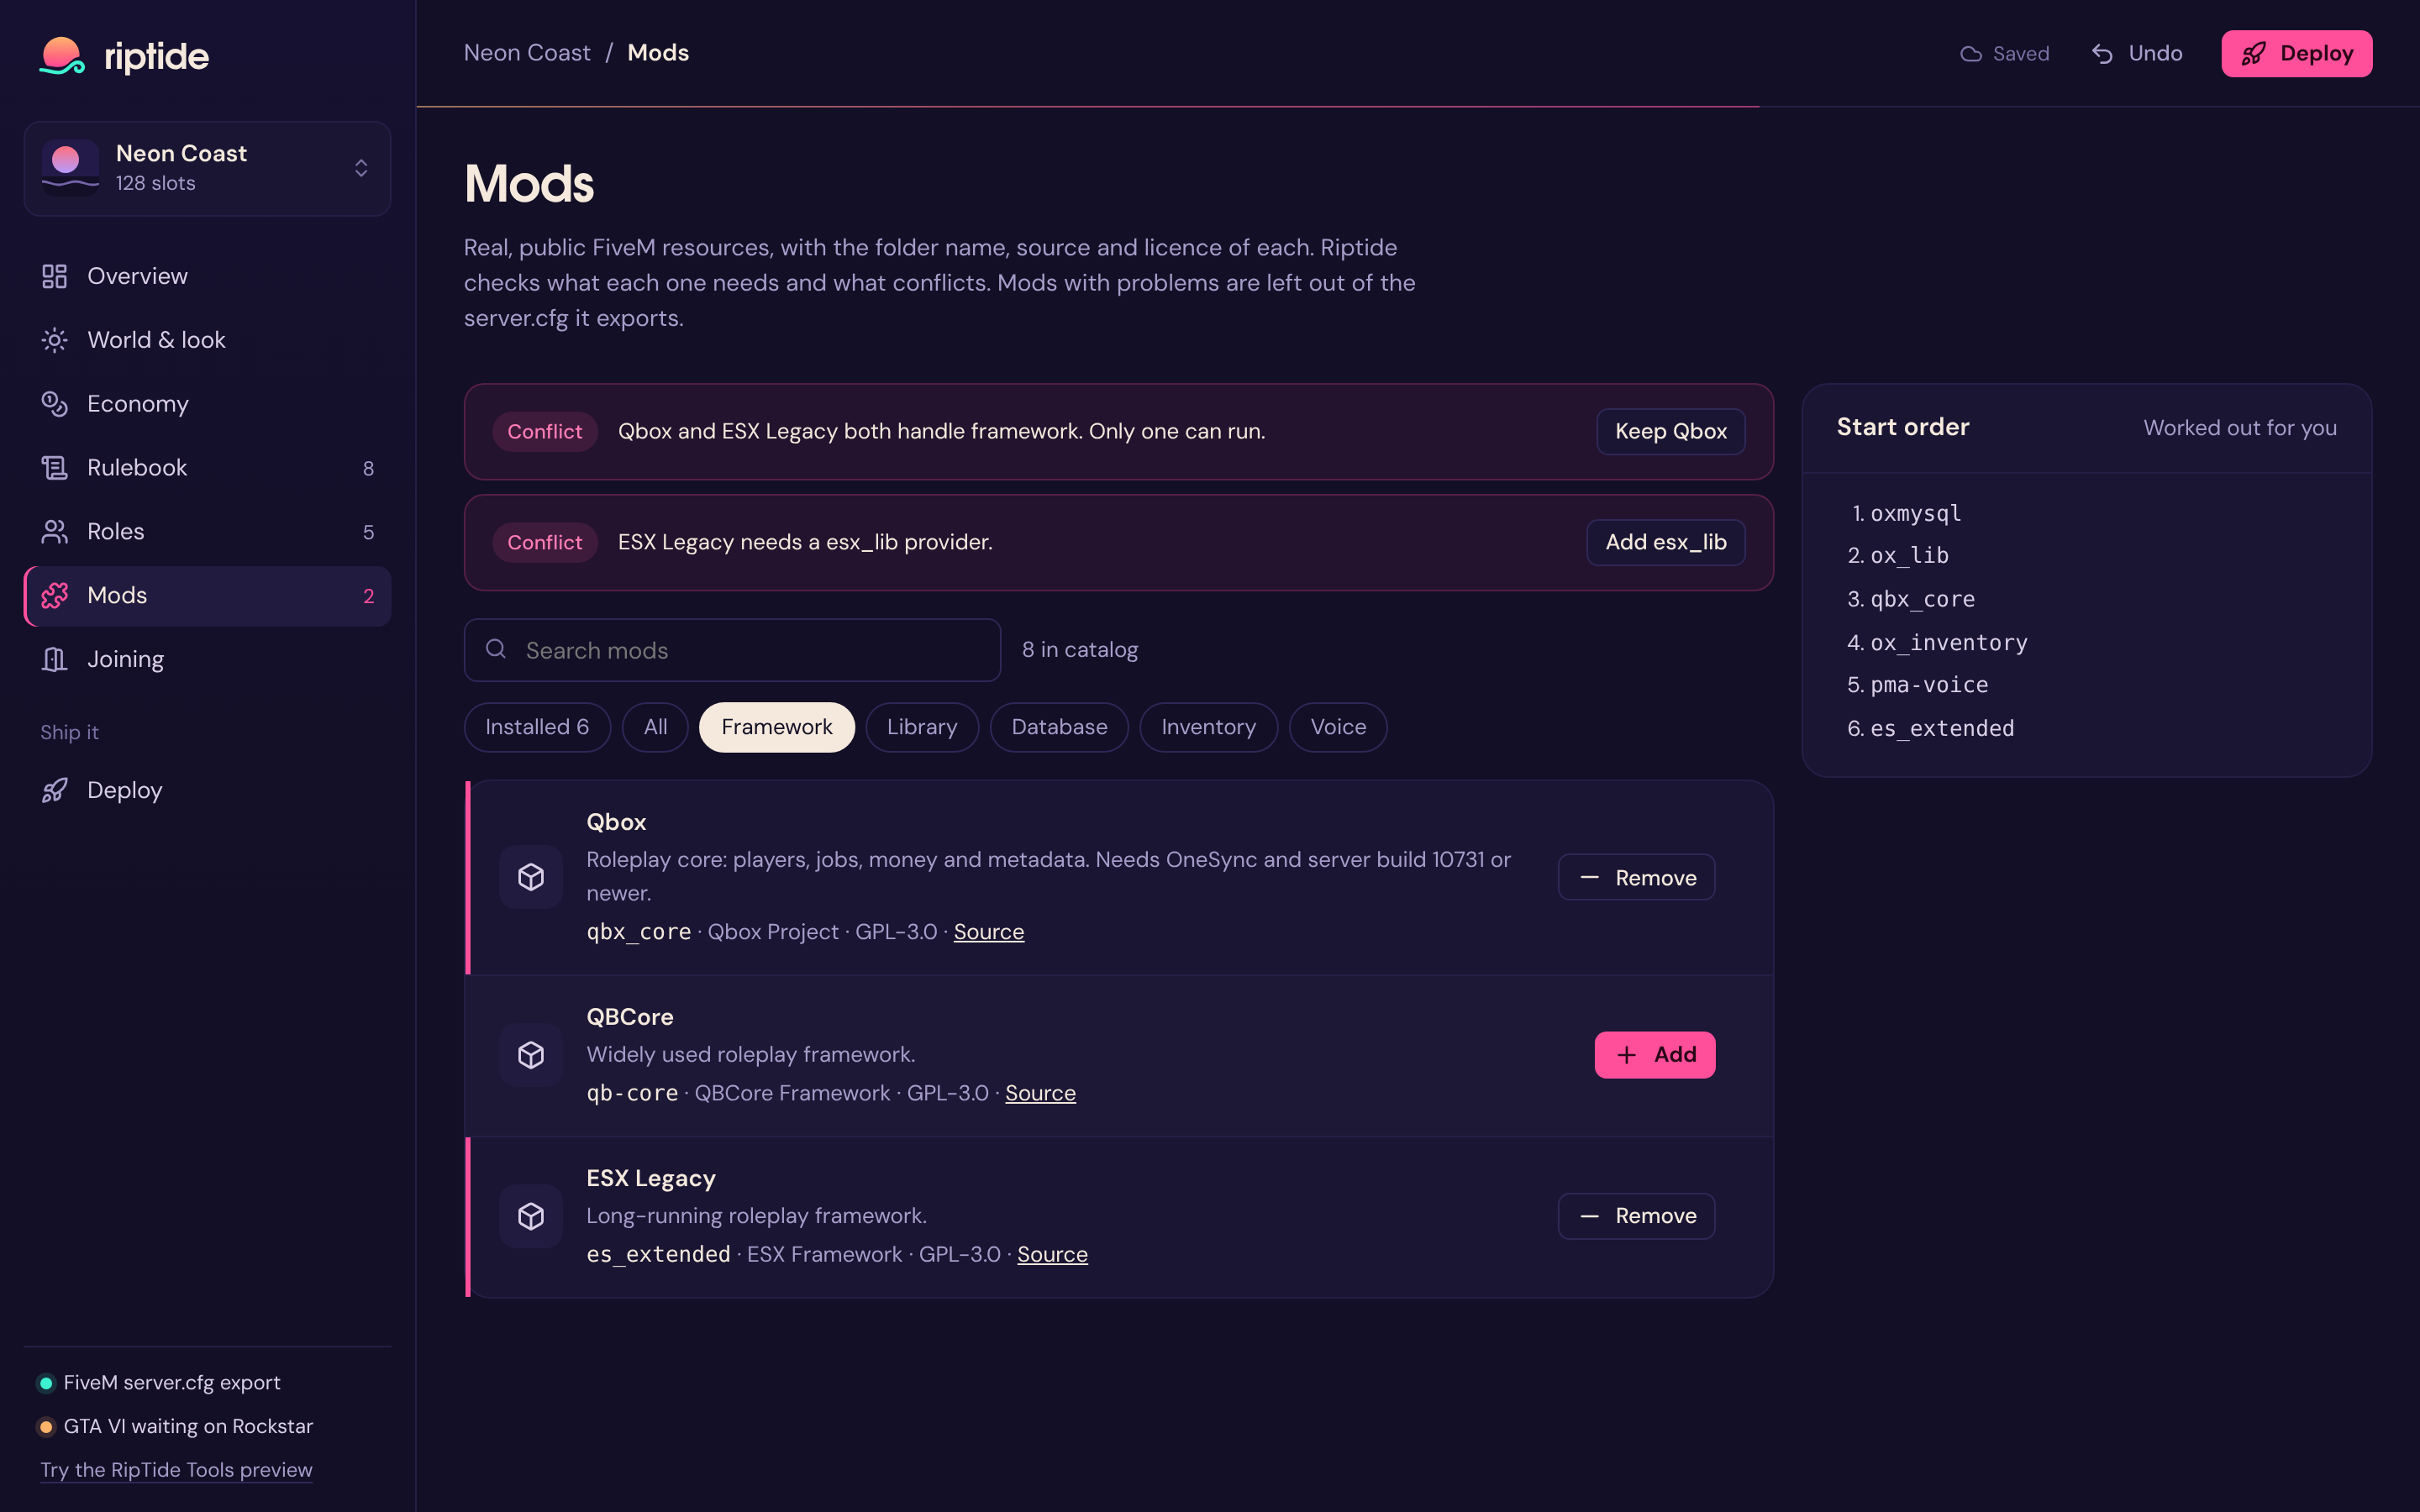 riptide
Neon Coast
128 slots
Overview
World & look
Economy
Rulebook 8
Roles 5
Mods 2
Joining
Ship it
Deploy
FiveM server.cfg export
GTA VI waiting on Rockstar
Try the RipTide Tools preview
Neon Coast / Mods
Saved Undo Deploy
Mods
Real, public FiveM resources, with the folder name, source and licence of each. Riptide
checks what each one needs and what conflicts. Mods with problems are left out of the
server.cfg it exports.
Conflict Qbox and ESX Legacy both handle framework. Only one can run. Keep Qbox
Conflict ESX Legacy needs a esx_lib provider. Add esx_lib
Search mods 8 in catalog
Installed 6 All Framework Library Database Inventory Voice
Qbox
Roleplay core: players, jobs, money and metadata. Needs OneSync and server build 10731 or
newer.
qbx_core · Qbox Project · GPL-3.0 · Source
Remove
QBCore
Widely used roleplay framework.
qb-core · QBCore Framework · GPL-3.0 · Source
Add
ESX Legacy
Long-running roleplay framework.
es_extended · ESX Framework · GPL-3.0 · Source
Remove
Start order Worked out for you
1. oxmysql
2. ox_lib
3. qbx_core
4. ox_inventory
5. pma-voice
6. es_extended